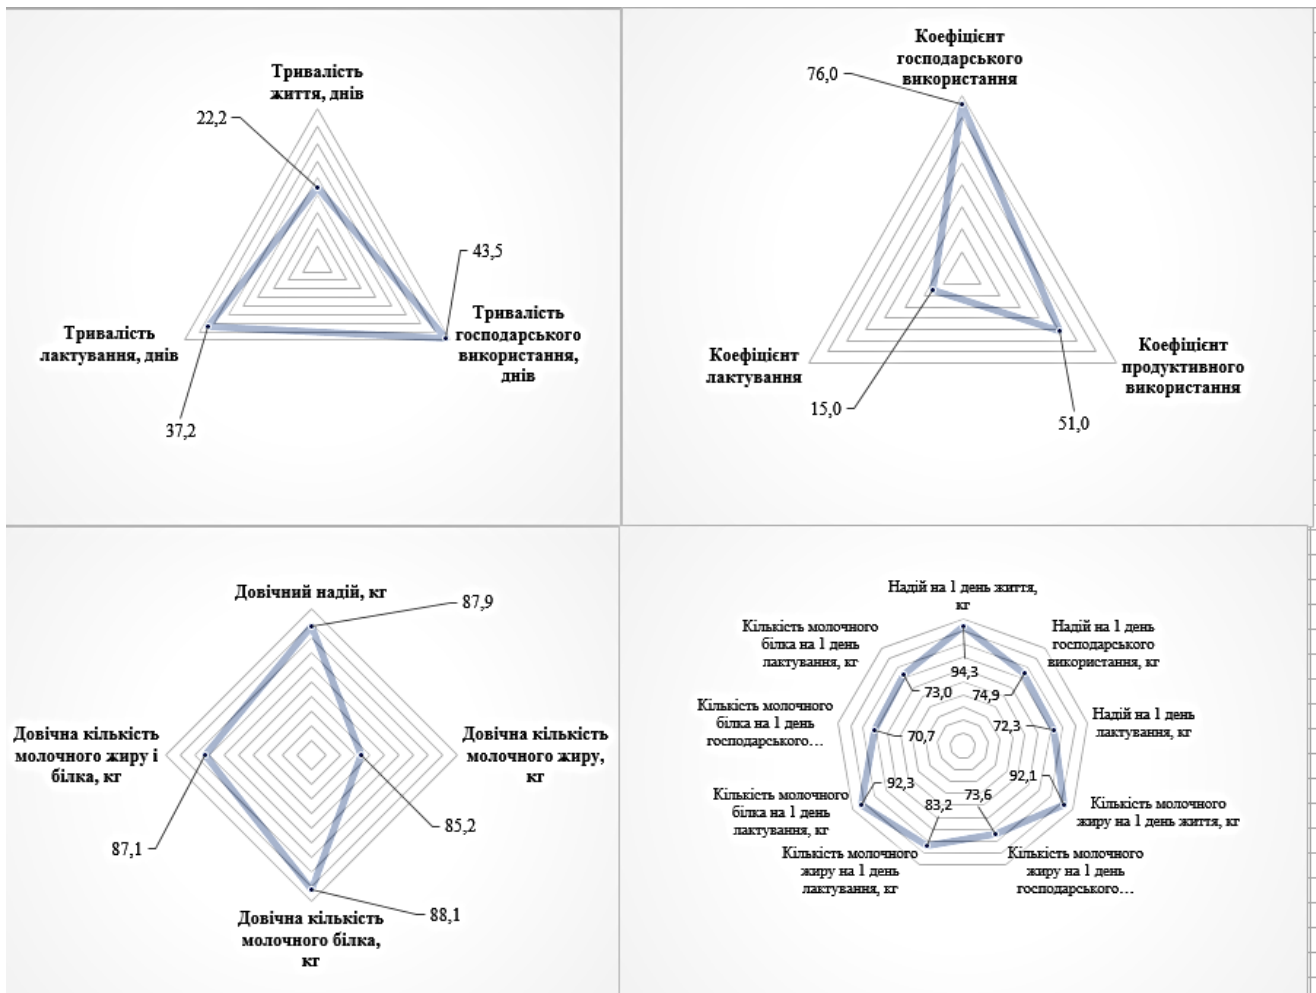 Тривалість
життя, днів
22,2
43,5
Тривалість
господарського
використання,
днів
Тривалість
лактування, днів
37,2
Коефіцієнт
господарського
використання
76,0
Коефіцієнт
продуктивного
використання
51,0
Коефіцієнт
лактування
15,0
Довічний надій, кг
87,9
Довічна кількість
молочного жиру,
кг
85,2
Довічна кількість
молочного білка,
кг
88,1
Довічна кількість
молочного жиру і
білка, кг
87,1
Надій на 1 день життя,
кг
94,3
Надій на 1 день
господарського
використання, кг
74,9
Надій на 1 день
лактування, кг
72,3
Кількість молочного
жиру на 1 день життя, кг
92,1
Кількість молочного
жиру на 1 день
господарського…
73,6
Кількість молочного
жиру на 1 день
лактування, кг
83,2
Кількість молочного
білка на 1 день
лактування, кг
92,3
Кількість молочного
білка на 1 день
господарського…
70,7
Кількість молочного
білка на 1 день
лактування, кг
73,0